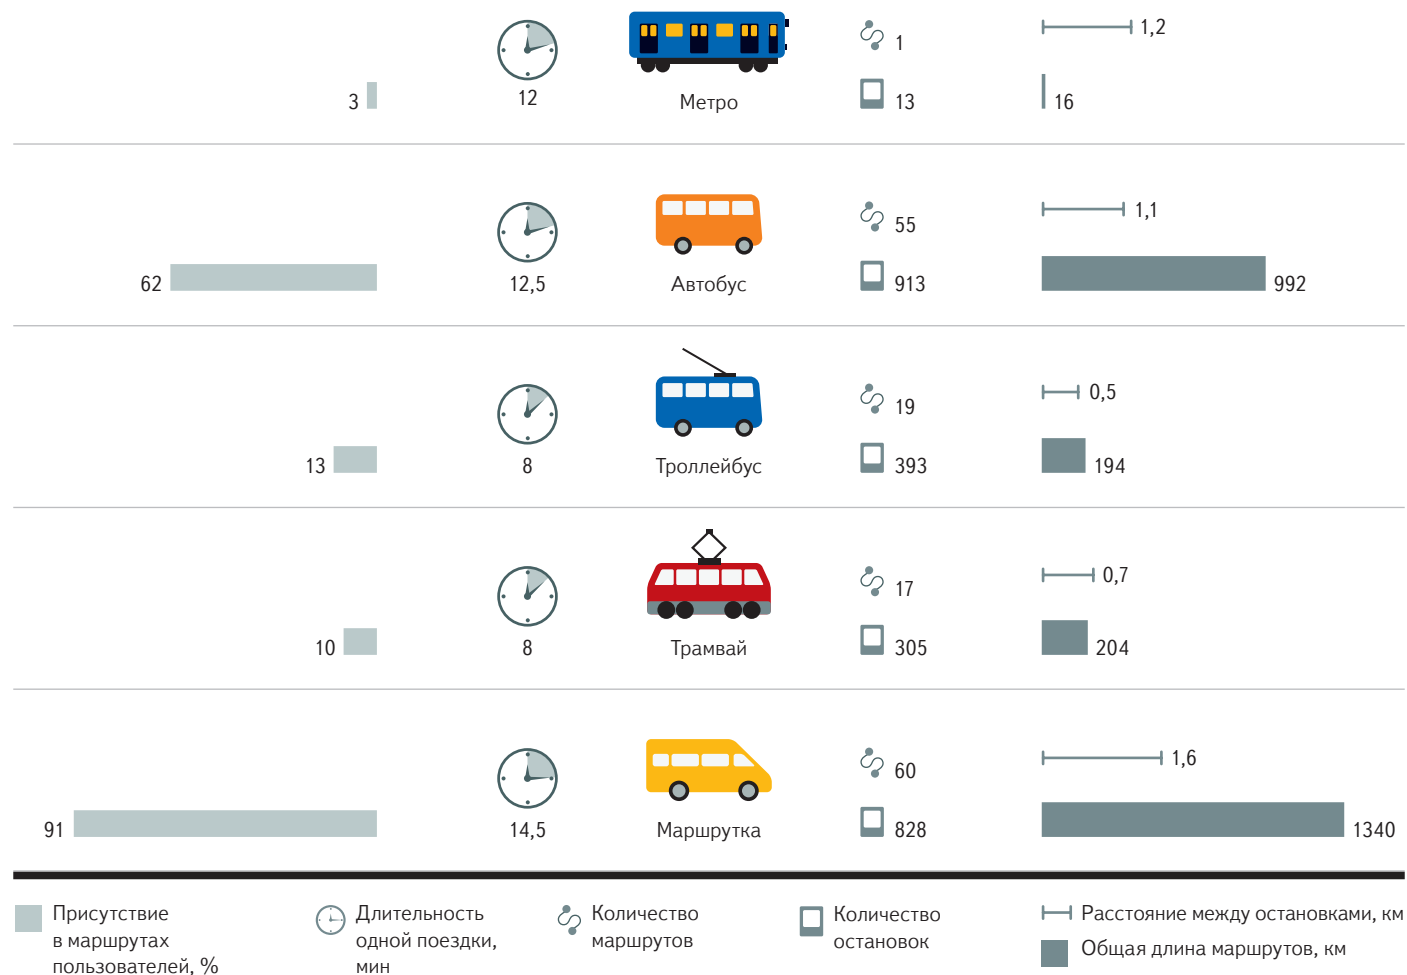 1
1,2
3
12
Метро
13
16
55
1,1
62
12,5
Автобус
913
992
19
0,5
13
8
Троллейбус
393
194
17
0,7
10
8
Трамвай
305
204
60
1,6
91
14,5
Маршрутка
828
1340
Присутствие
в маршрутах
пользователей, %
Длительность
одной поездки,
мин
Количество
маршрутов
Количество
остановок
Расстояние между остановками, км
Общая длина маршрутов, км